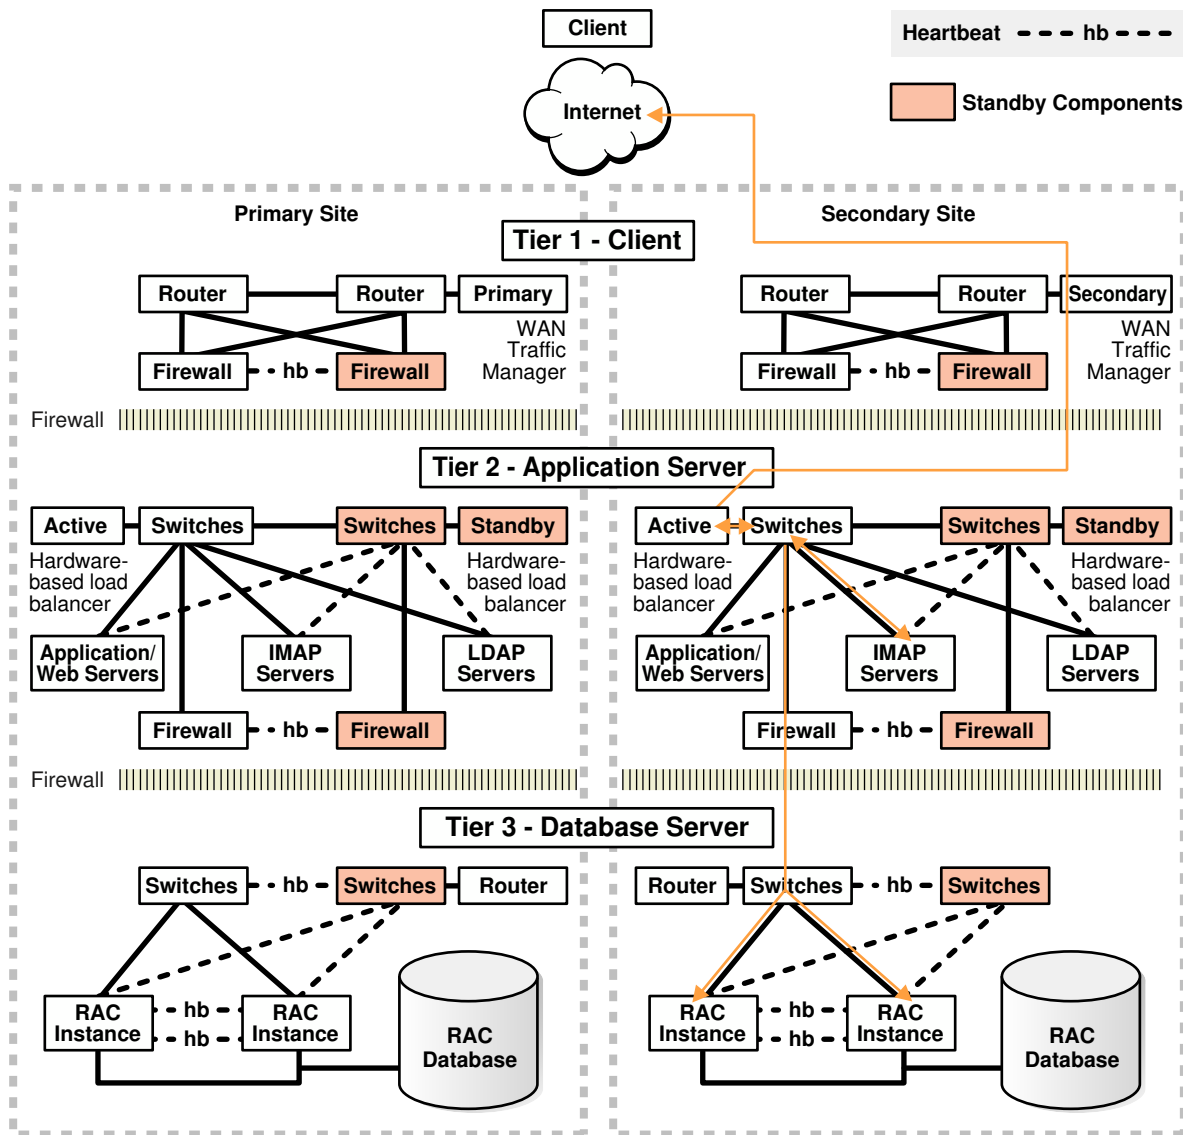 Client
Heartbeat hb
Internet
Standby Components
Primary Site
Secondary Site
Tier 1 - Client
Router
Router
Primary
Router
Router
Secondary
WAN
Traffic
Manager
WAN
Traffic
Manager
Firewall
hb
Firewall
Firewall
hb
Firewall
Firewall
Tier 2 - Application Server
Active
Switches
Switches
Standby
Active
Switches
Switches
Standby
Hardware-
based load
balancer
Hardware-
based load
balancer
Hardware-
based load
balancer
Hardware-
based load
balancer
Application/
Web Servers
IMAP
Servers
LDAP
Servers
Application/
Web Servers
IMAP
Servers
LDAP
Servers
Firewall
hb
Firewall
Firewall
hb
Firewall
Firewall
Tier 3 - Database Server
Switches
hb
Switches
Router
Router
Switches
hb
Switches
RAC
Instance
hb
hb
RAC
Instance
RAC
Database
RAC
Instance
hb
hb
RAC
Instance
RAC
Database